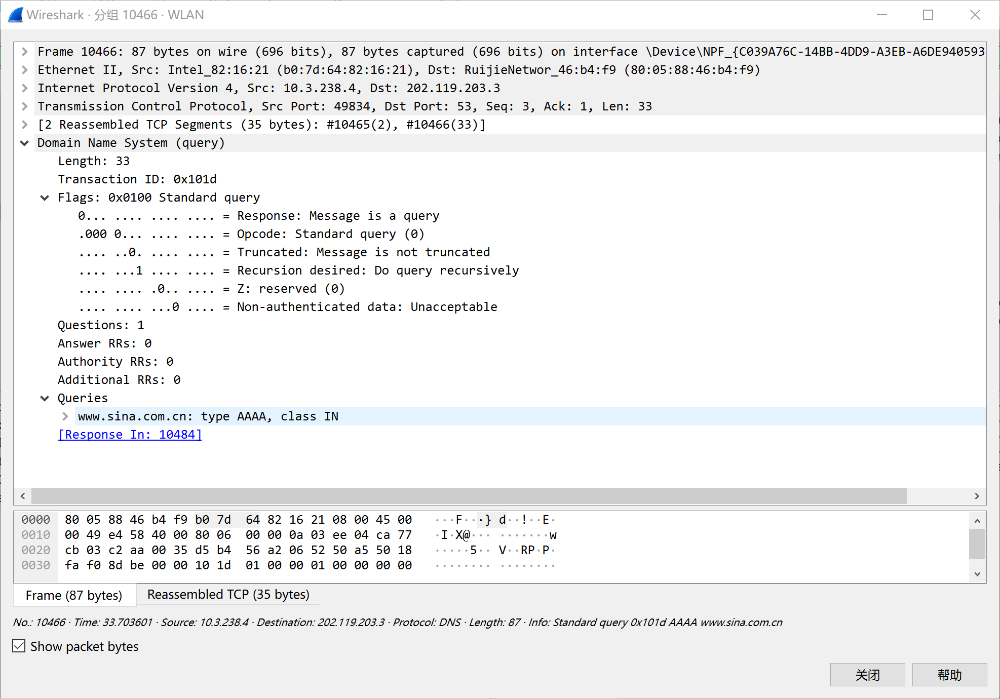 Wireshark · 分组 10466 · WLAN
Frame 10466: 87 bytes on wire (696 bits), 87 bytes captured (696 bits) on interface \Device\NPF_{C039A76C-14BB-4DD9-A3EB-A6DE940593
Ethernet II, Src: Intel_82:16:21 (b0:7d:64:82:16:21), Dst: RuijieNetwor_46:b4:f9 (80:05:88:46:b4:f9)
Internet Protocol Version 4, Src: 10.3.238.4, Dst: 202.119.203.3
Transmission Control Protocol, Src Port: 49834, Dst Port: 53, Seq: 3, Ack: 1, Len: 33
[2 Reassembled TCP Segments (35 bytes): #10465(2), #10466(33)]
Domain Name System (query)
Length: 33
Transaction ID: 0x101d
Flags: 0x0100 Standard query
0... .... .... .... = Response: Message is a query
.000 0... .... .... = Opcode: Standard query (0)
.... ..0. .... .... = Truncated: Message is not truncated
.... ...1 .... .... = Recursion desired: Do query recursively
.... .... .0.. .... = Z: reserved (0)
.... .... ...0 .... = Non-authenticated data: Unacceptable
Questions: 1
Answer RRs: 0
Authority RRs: 0
Additional RRs: 0
Queries
www.sina.com.cn: type AAAA, class IN
[Response In: 10484]
0000 80 05 88 46 b4 f9 b0 7d 64 82 16 21 08 00 45 00 ···F···} d··!··E·
0010 00 49 e4 58 40 00 80 06 00 00 0a 03 ee 04 ca 77 ·I·X@··· ·······w
0020 cb 03 c2 aa 00 35 d5 b4 56 a2 06 52 50 a5 50 18 ·····5·· V··RP·P·
0030 fa f0 8d be 00 00 10 1d 01 00 00 01 00 00 00 00 ········ ········
Frame (87 bytes) Reassembled TCP (35 bytes)
No.: 10466 · Time: 33.703601 · Source: 10.3.238.4 · Destination: 202.119.203.3 · Protocol: DNS · Length: 87 · Info: Standard query 0x101d AAAA www.sina.com.cn
Show packet bytes
关闭 帮助